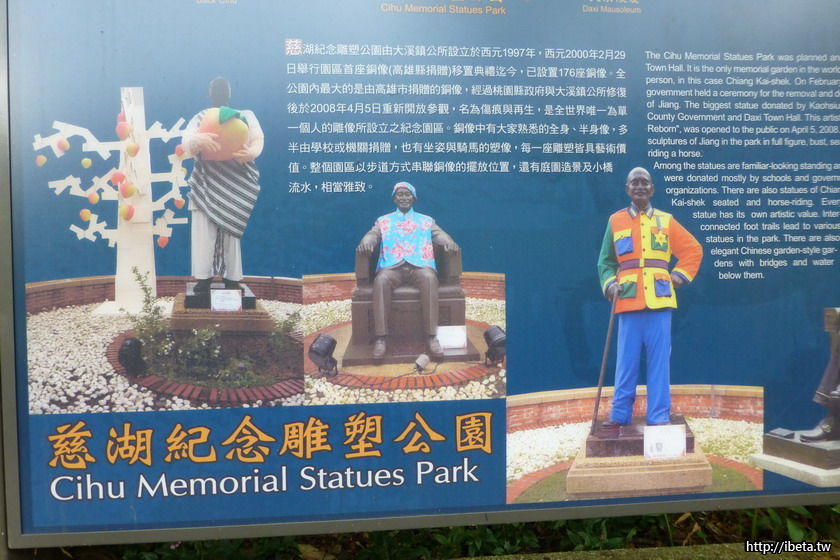 Back Cihu
Cihu Memorial Statues Park
Daxi Mausoleum
慈湖紀念雕塑公園由大溪鎮公所設立於西元1997年，西元2000年2月29
日舉行園區首座銅像(高雄縣捐贈)移置典禮迄今，已設置176座銅像。全
公園內最大的是由高雄市捐贈的銅像，經過桃園縣政府與大溪鎮公所修復
後於2008年4月5日重新開放參觀，名為傷痕與再生，是全世界唯一為單
一個人的雕像所設立之紀念園區。銅像中有大家熟悉的全身、半身像，多
半由學校或機關捐贈，也有坐姿與騎馬的塑像，每一座雕塑皆具藝術價
值。整個園區以步道方式串聯銅像的擺放位置，還有庭園造景及小橋
流水，相當雅致。
The Cihu Memorial Statues Park was planned an
Town Hall. It is the only memorial garden in the world
person, in this case Chiang Kai-shek. On Februar
government held a ceremony for the removal and d
of Jiang. The biggest statue donated by Kaohsi
County Government and Daxi Town Hall. This artist
Reborn", was opened to the public on April 5, 2008.
sculptures of Jiang in the park in full figure, bust, sea
riding a horse.
Among the statues are familiar-looking standing a
were donated mostly by schools and governm
organizations. There are also statues of Chian
Kai-shek seated and horse-riding. Ever
statue has its own artistic value. Inter
connected foot trails lead to various
statues in the park. There are also
elegant Chinese garden-style gar-
dens with bridges and water
below them.
慈湖紀念雕塑公園
Cihu Memorial Statues Park
http://ibeta.tw